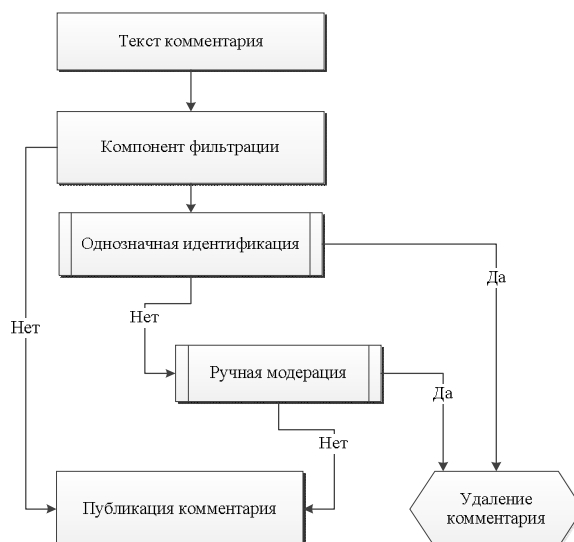 Текст комментария
Компонент фильтрации
Однозначная идентификация
Да
Нет
Нет
Ручная модерация
Да
Нет
Публикация комментария
Удаление
комментария